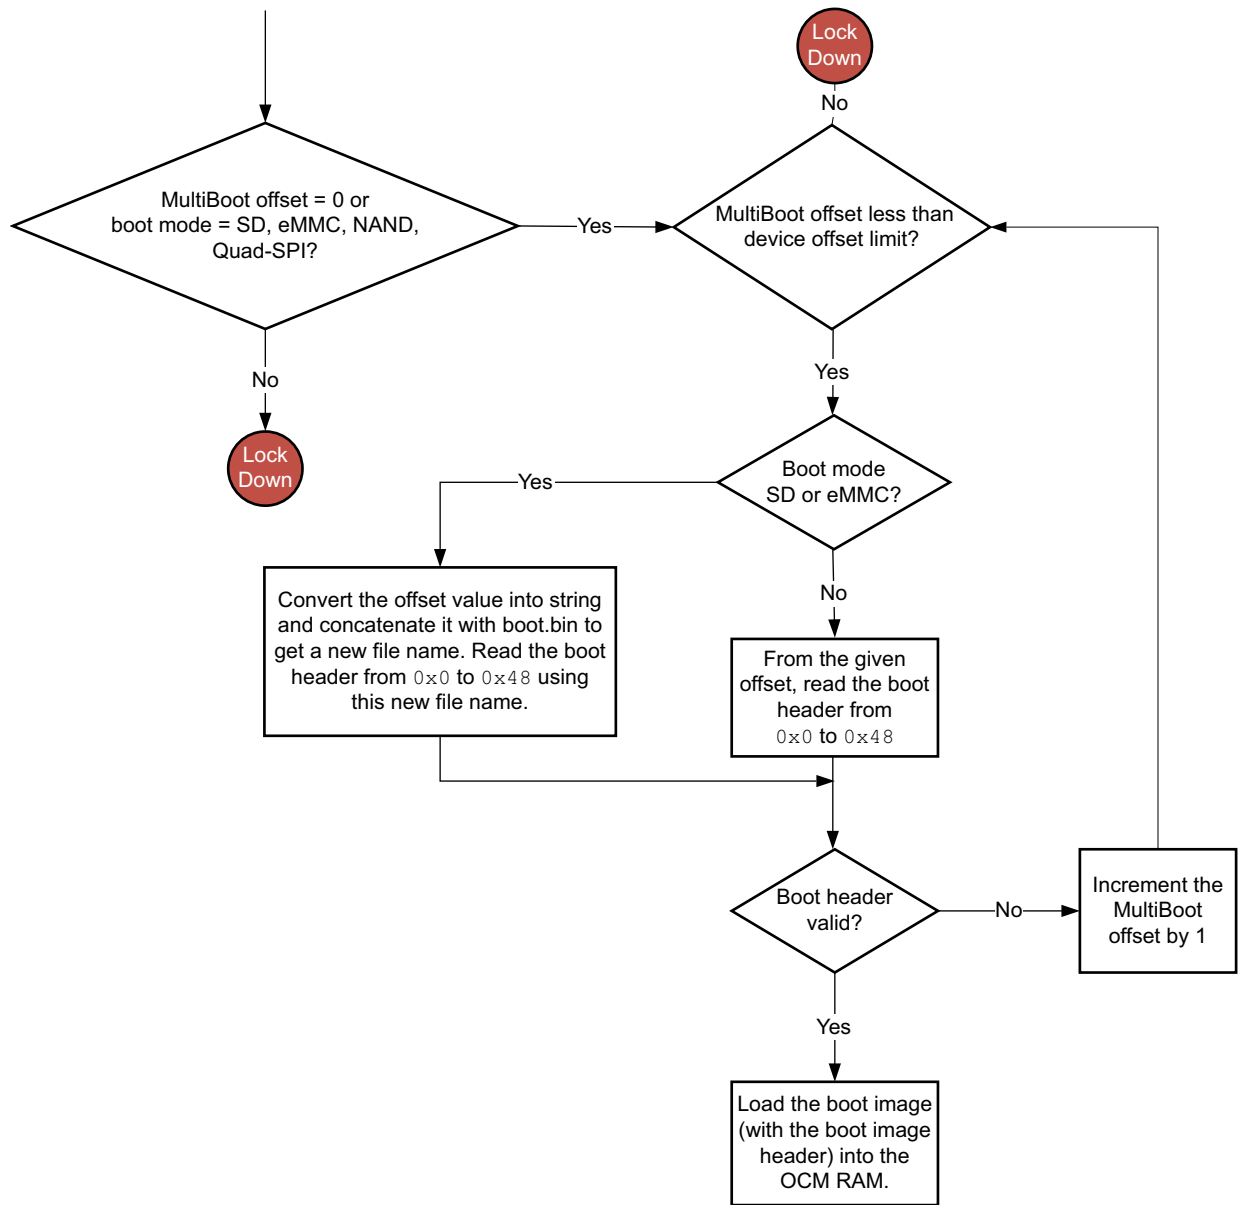 Lock
Down
No
MultiBoot offset = 0 or
boot mode = SD, eMMC, NAND,
Quad-SPI?
Yes
MultiBoot offset less than
device offset limit?
No
Lock
Down
Yes
Boot mode
SD or eMMC?
Yes
No
Convert the offset value into string
and concatenate it with boot.bin to
get a new file name. Read the boot
header from 0x0 to 0x48 using
this new file name.
From the given
offset, read the boot
header from
0x0 to 0x48
Boot header
valid?
No
Increment the
MultiBoot
offset by 1
Yes
Load the boot image
(with the boot image
header) into the
OCM RAM.